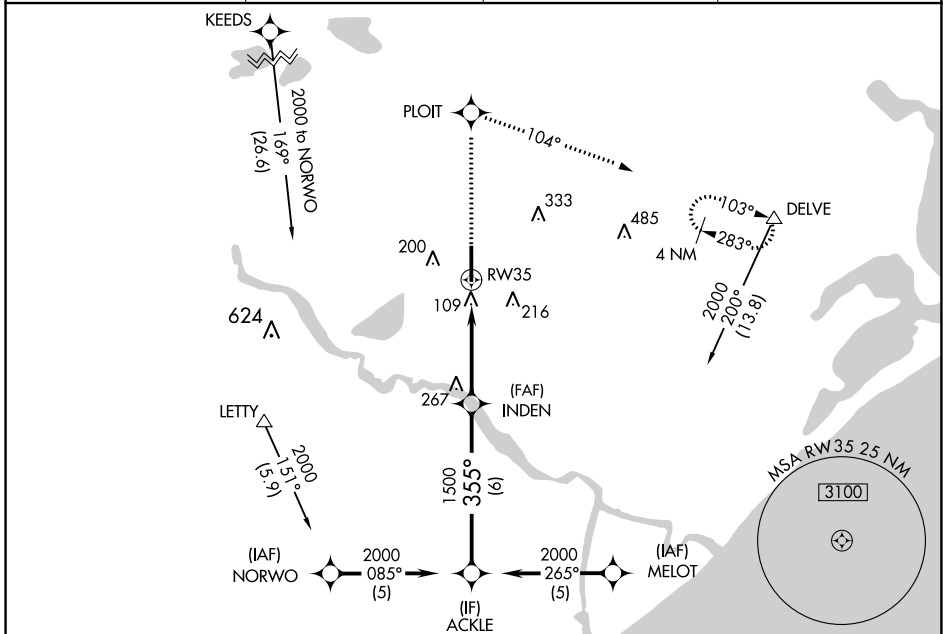 KEEDS
2000 to NORWO
169°
(26.6)
PLOIT
104°
333
485
103°
DELVE
283°
4 NM
200
RW35
109
216
2000
200°
(13.8)
624
267
(FAF)
INDEN
LETTY
2000
151°
(5.9)
1500
355°
(6)
MSA RW35 25 NM
3100
(IAF)
NORWO
2000
085°
(5)
2000
265°
(5)
(IAF)
MELOT
(IF)
ACKLE